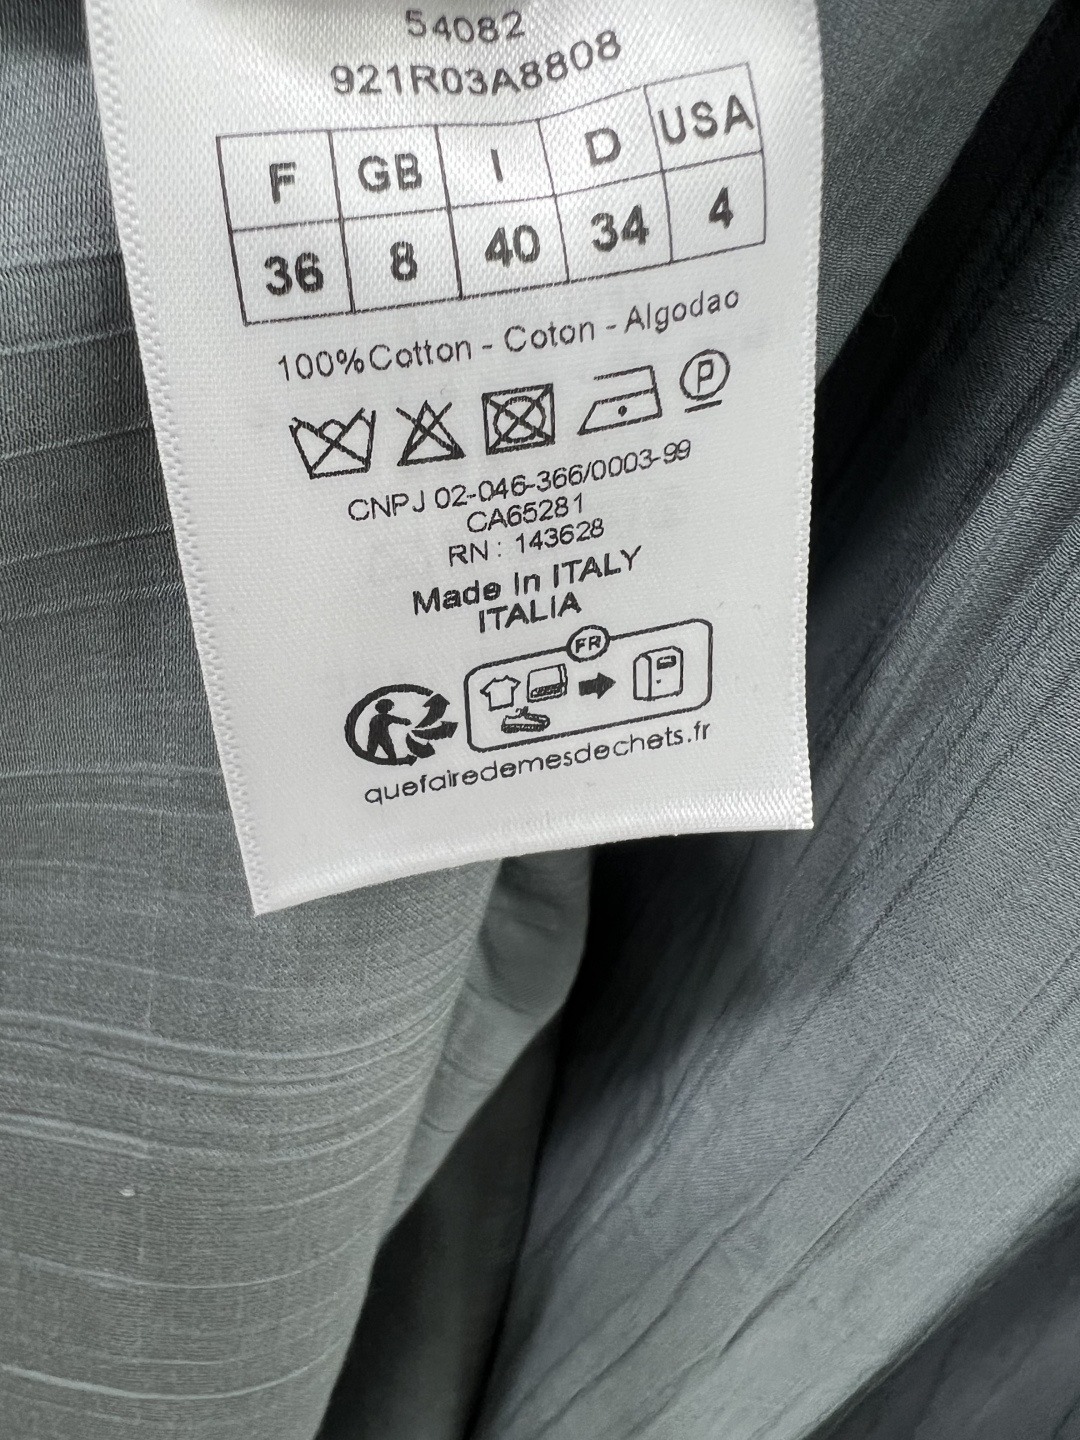 54082
921R03A8808
F GB I D USA
36 8 40 34 4
100%Cotton - Coton - Algodao
P
CNPJ 02-046-366/0003-99
CA65281
RN : 143628
Made In ITALY
ITALIA
FR
quefairedemesdechets.fr